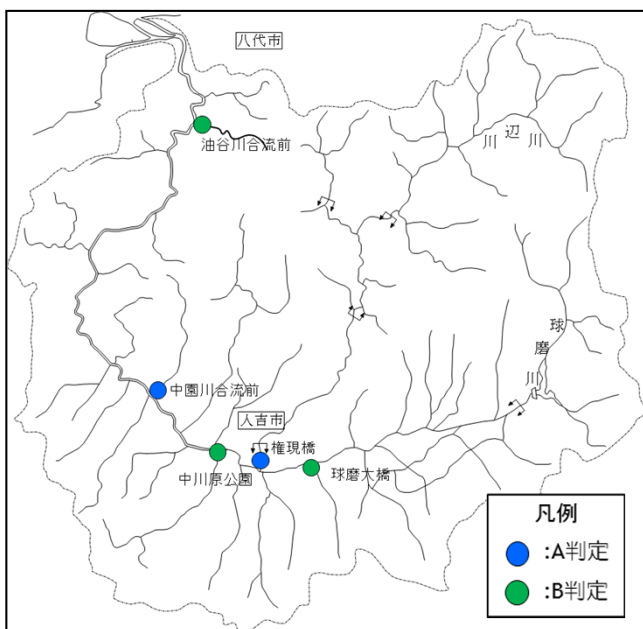 八代市
油谷川合流前
川辺川
球磨川
中園川合流前
人吉市
権現橋
中川原公園
球磨大橋
凡例
:A判定
:B判定